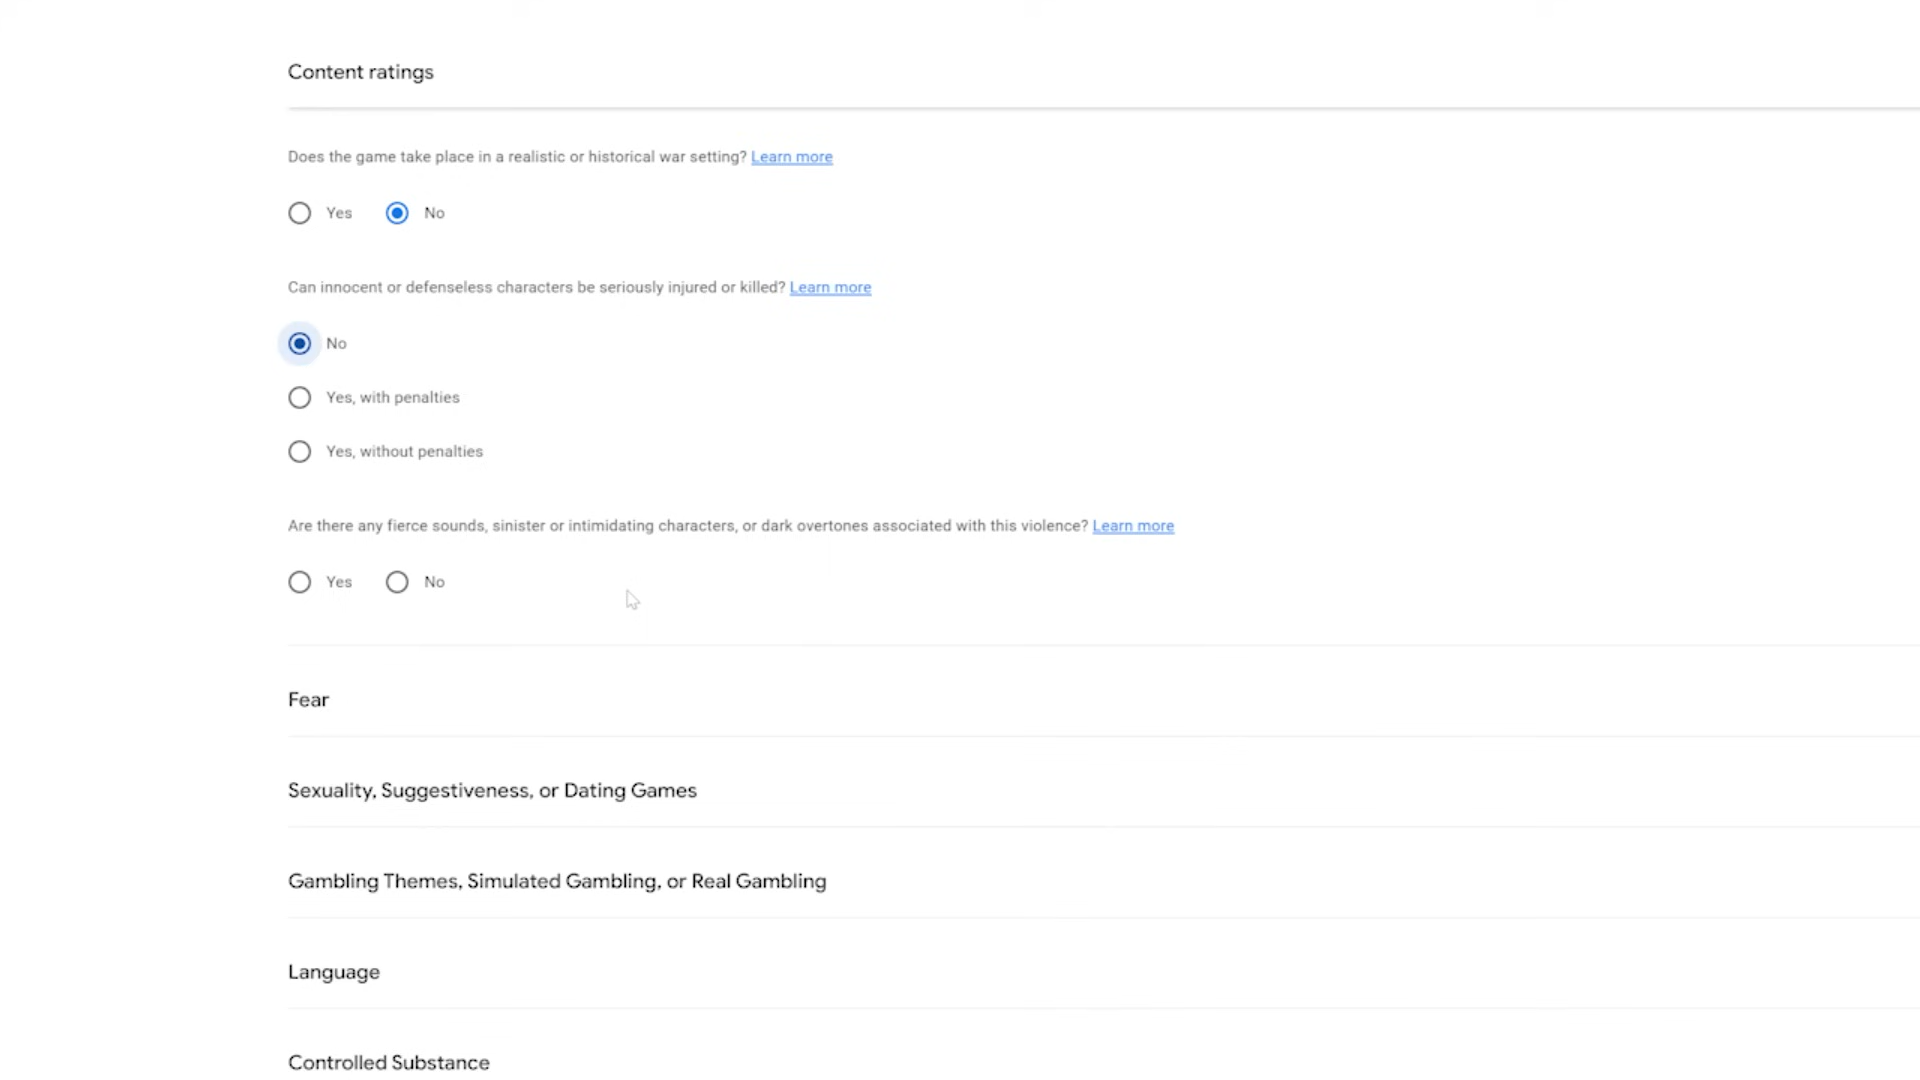 Content ratings
Does the game take place in a realistic or historical war setting? Learn more
Yes No
Can innocent or defenseless characters be seriously injured or killed? Learn more
No
Yes, with penalties
Yes, without penalties
Are there any fierce sounds, sinister or intimidating characters, or dark overtones associated with this violence? Learn more
Yes No
Fear
Sexuality, Suggestiveness, or Dating Games
Gambling Themes, Simulated Gambling, or Real Gambling
Language
Controlled Substance